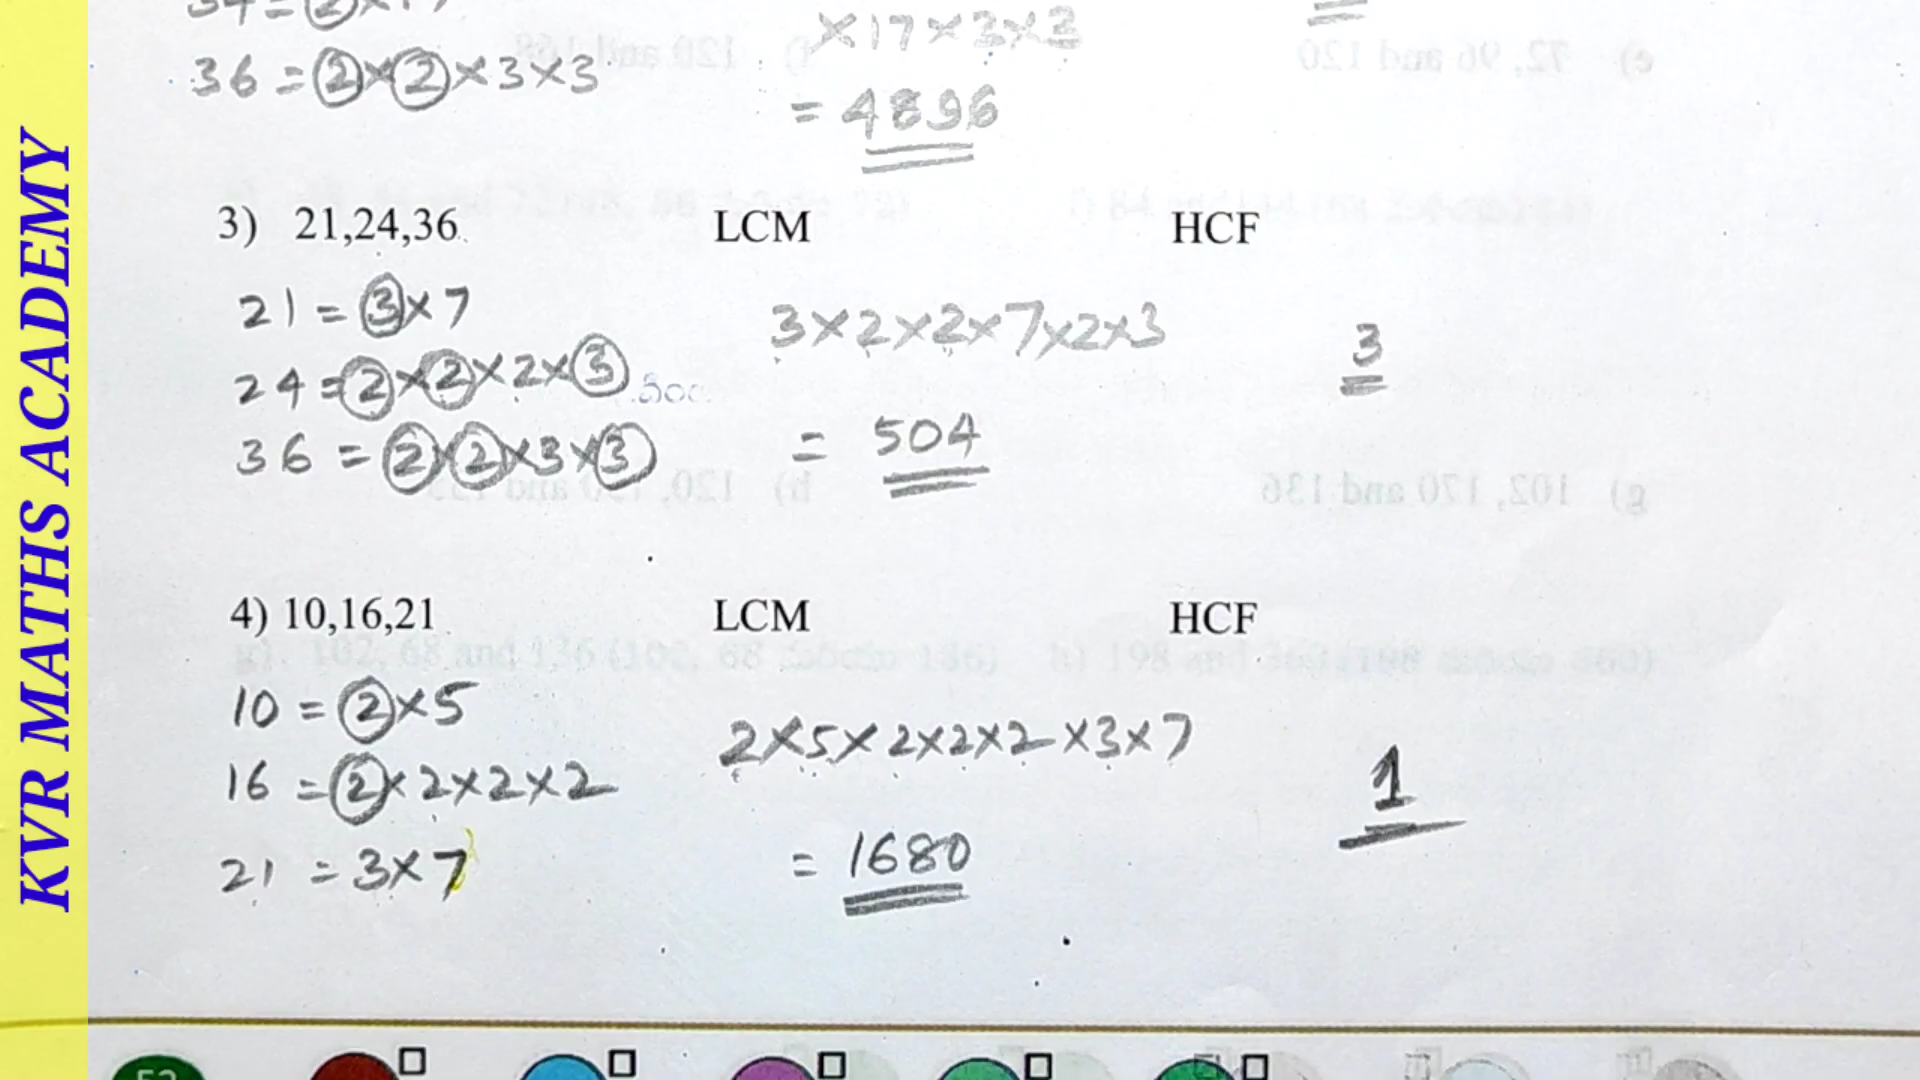 KVR MATHS ACADEMY
×17×3×3
36 = 2×2×3×3
= 4896
3) 21,24,36 LCM HCF
21 = 3×7
3×2×2×7×2×3
3
24 = 2×2×2×3
36 = 2×2×3×3
= 504
4) 10,16,21 LCM HCF
10 = 2×5
2×5×2×2×2×3×7
1
16 = 2×2×2×2
21 = 3×7
= 1680